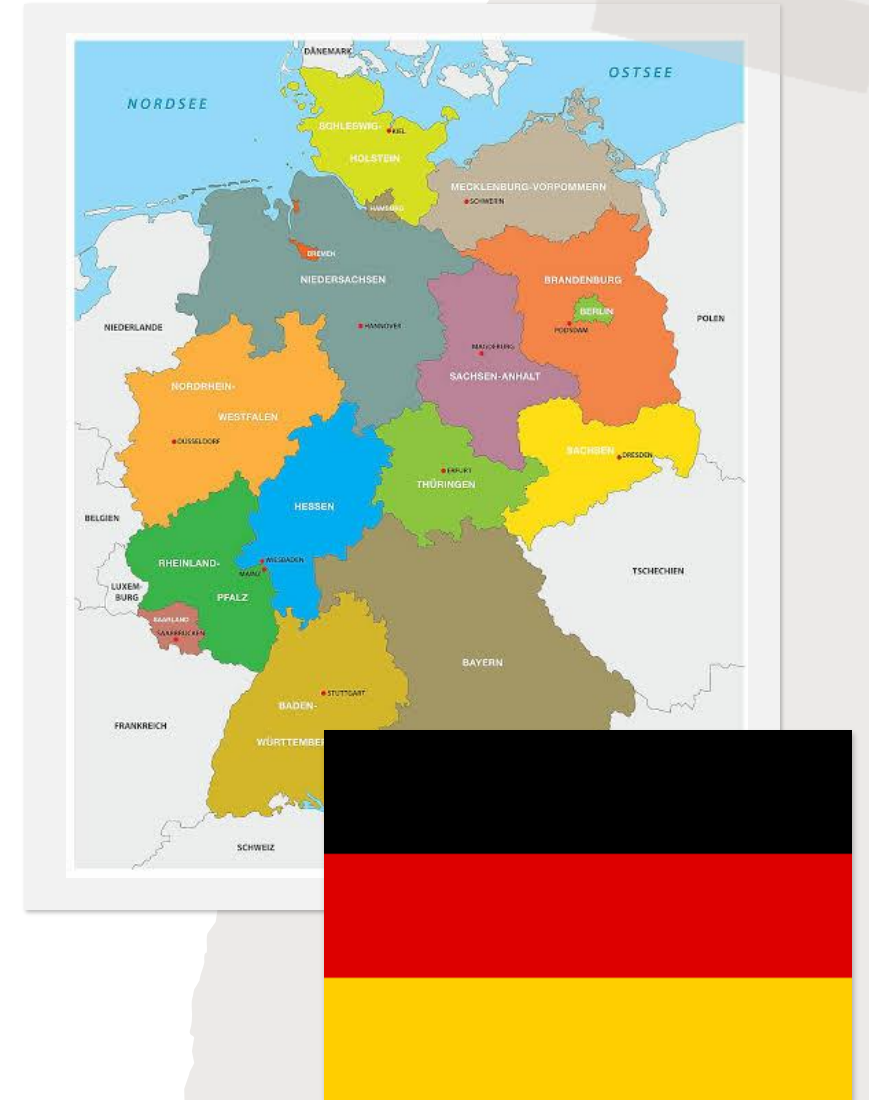 DÄNEMARK
OSTSEE
NORDSEE
SCHLESWIG-
KIEL
HOLSTEIN
MECKLENBURG-VORPOMMERN
SCHWERIN
HAMBURG
BREMEN
NIEDERSACHSEN
BRANDENBURG
BERLIN
POLEN
NIEDERLANDE
HANNOVER
POTSDAM
MAGDEBURG
SACHSEN-ANHALT
NORDRHEIN-
WESTFALEN
DÜSSELDORF
SACHSEN
DRESDEN
ERFURT
THÜRINGEN
HESSEN
BELGIEN
WIESBADEN
RHEINLAND-
MAINZ
TSCHECHIEN
LUXEM-
BURG
PFALZ
SAARLAND
SAARBRÜCKEN
BAYERN
STUTTGART
BADEN-
FRANKREICH
WÜRTTEMBE
SCHWEIZ